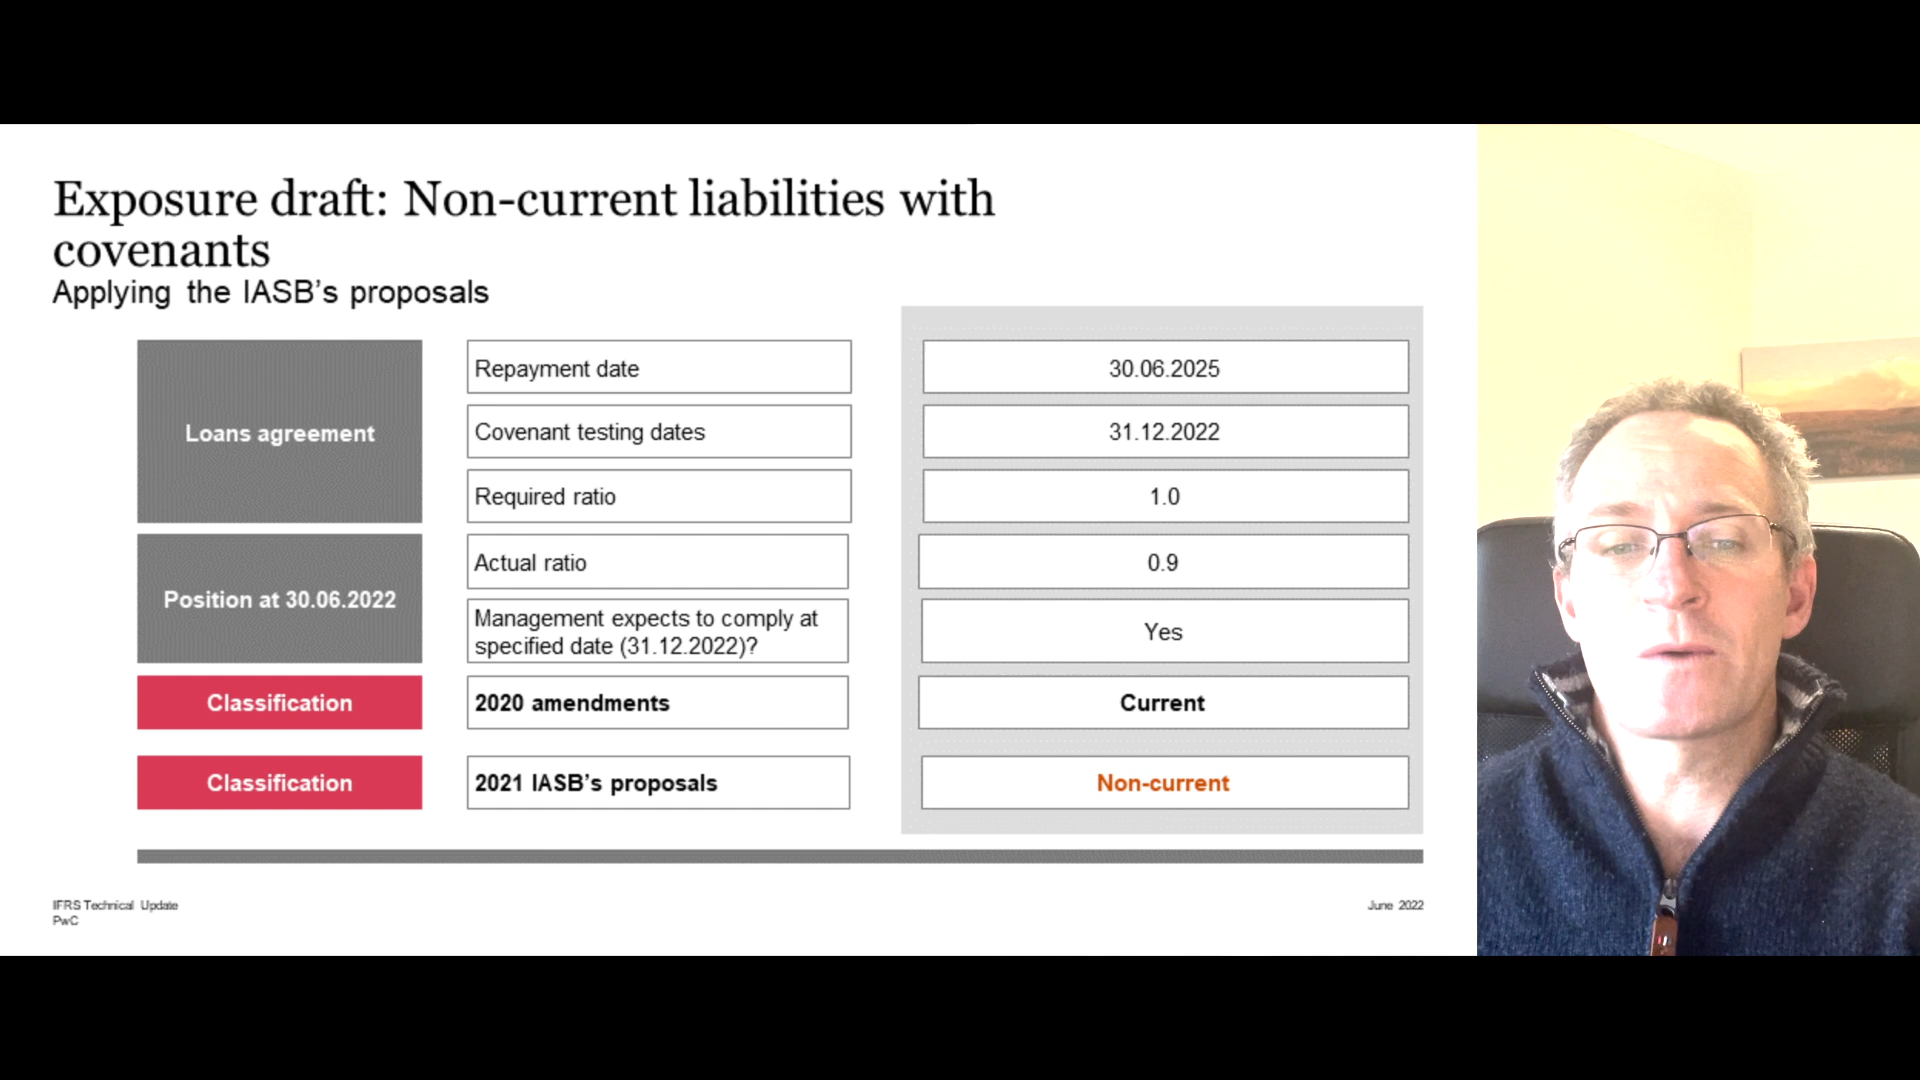 Exposure draft: Non-current liabilities with
covenants
Applying the IASB's proposals
Loans agreement
Repayment date
30.06.2025
Covenant testing dates
31.12.2022
Required ratio
1.0
Position at 30.06.2022
Actual ratio
0.9
Management expects to comply at
specified date (31.12.2022)?
Yes
Classification
2020 amendments
Current
Classification
2021 IASB's proposals
Non-current
IFRS Technical Update
PwC
June 2022